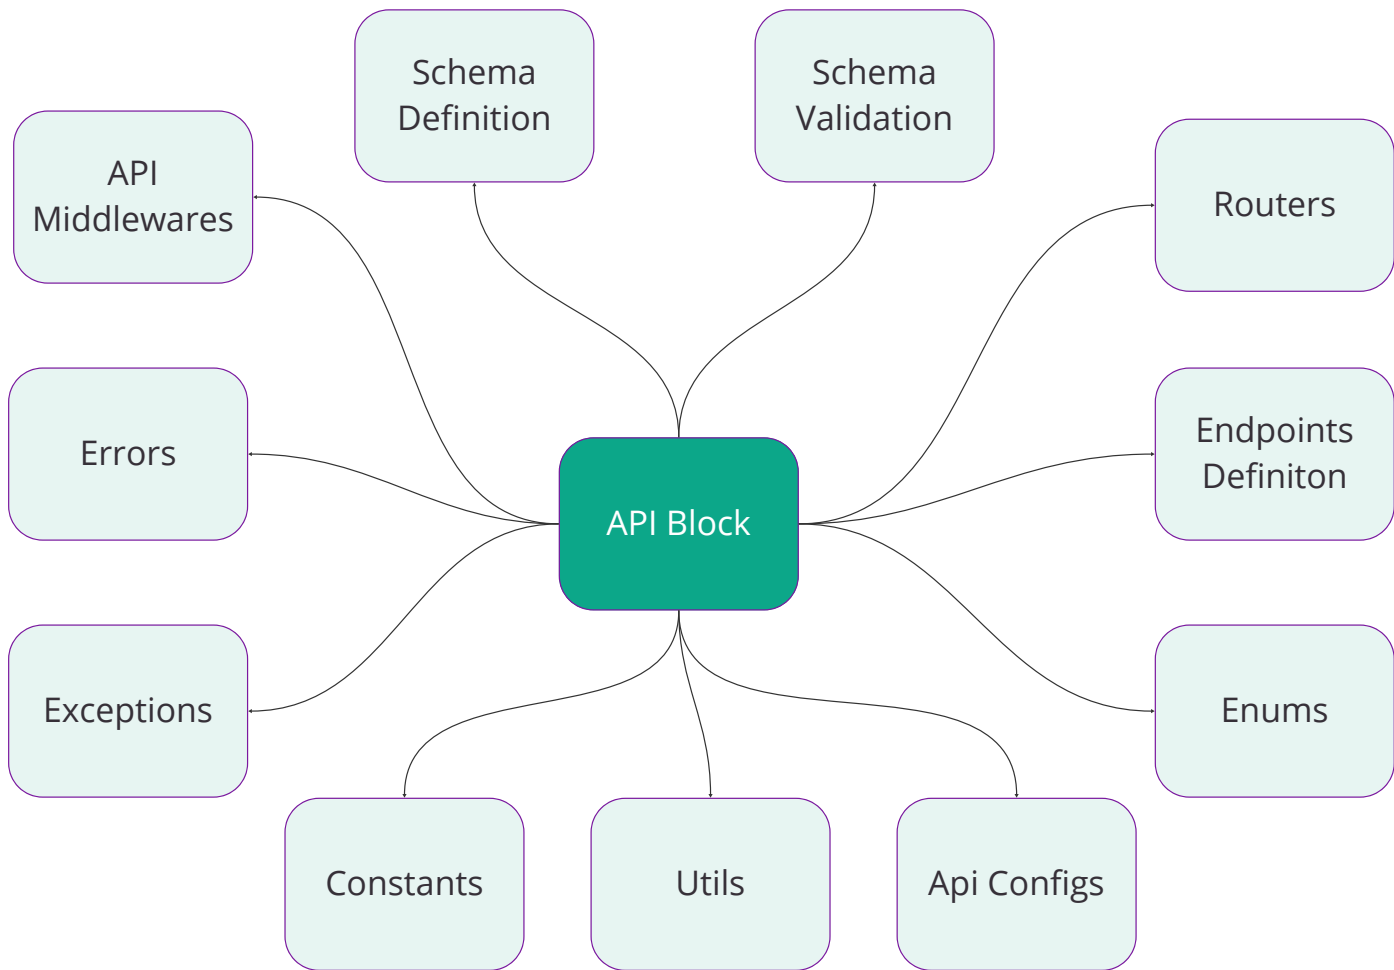 Schema
Definition
Schema
Validation
API
Middlewares
Routers
Errors
Endpoints
Definiton
API Block
Exceptions
Enums
Constants
Utils
Api Configs